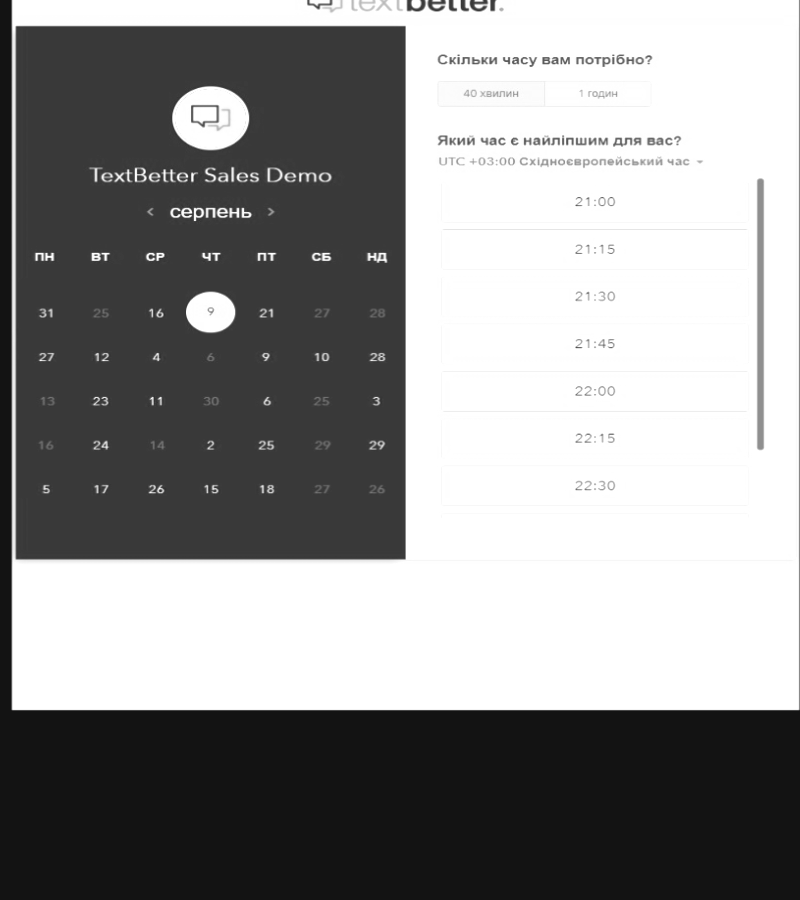 textbetter.
TextBetter Sales Demo
< серпень >
ПН ВТ СР ЧТ ПТ СБ НД
31 25 16 9 21 27 28
27 12 4 6 9 10 28
13 23 11 30 6 25 3
16 24 14 2 25 29 29
5 17 26 15 18 27 26
Скільки часу вам потрібно?
40 хвилин 1 годин
Який час є найліпшим для вас?
UTC +03:00 Східноєвропейський час
21:00
21:15
21:30
21:45
22:00
22:15
22:30